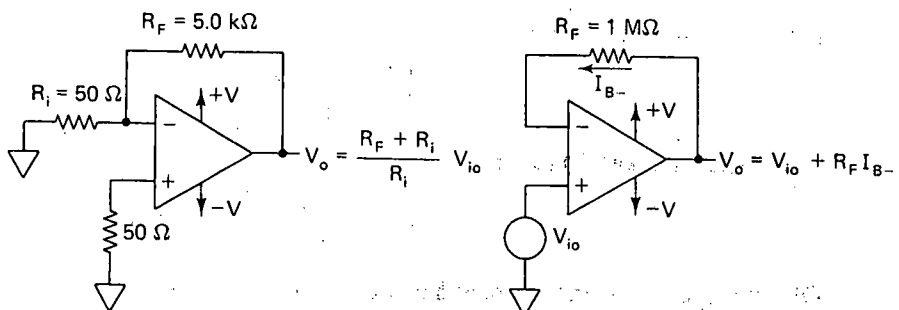 R_F = 5.0 kΩ
R_i = 50 Ω
+V
−
+
−V
50 Ω
V_o = (R_F + R_i) / R_i V_io
R_F = 1 MΩ
I_B−
+V
−
+
−V
V_io
V_o = V_io + R_F I_B−